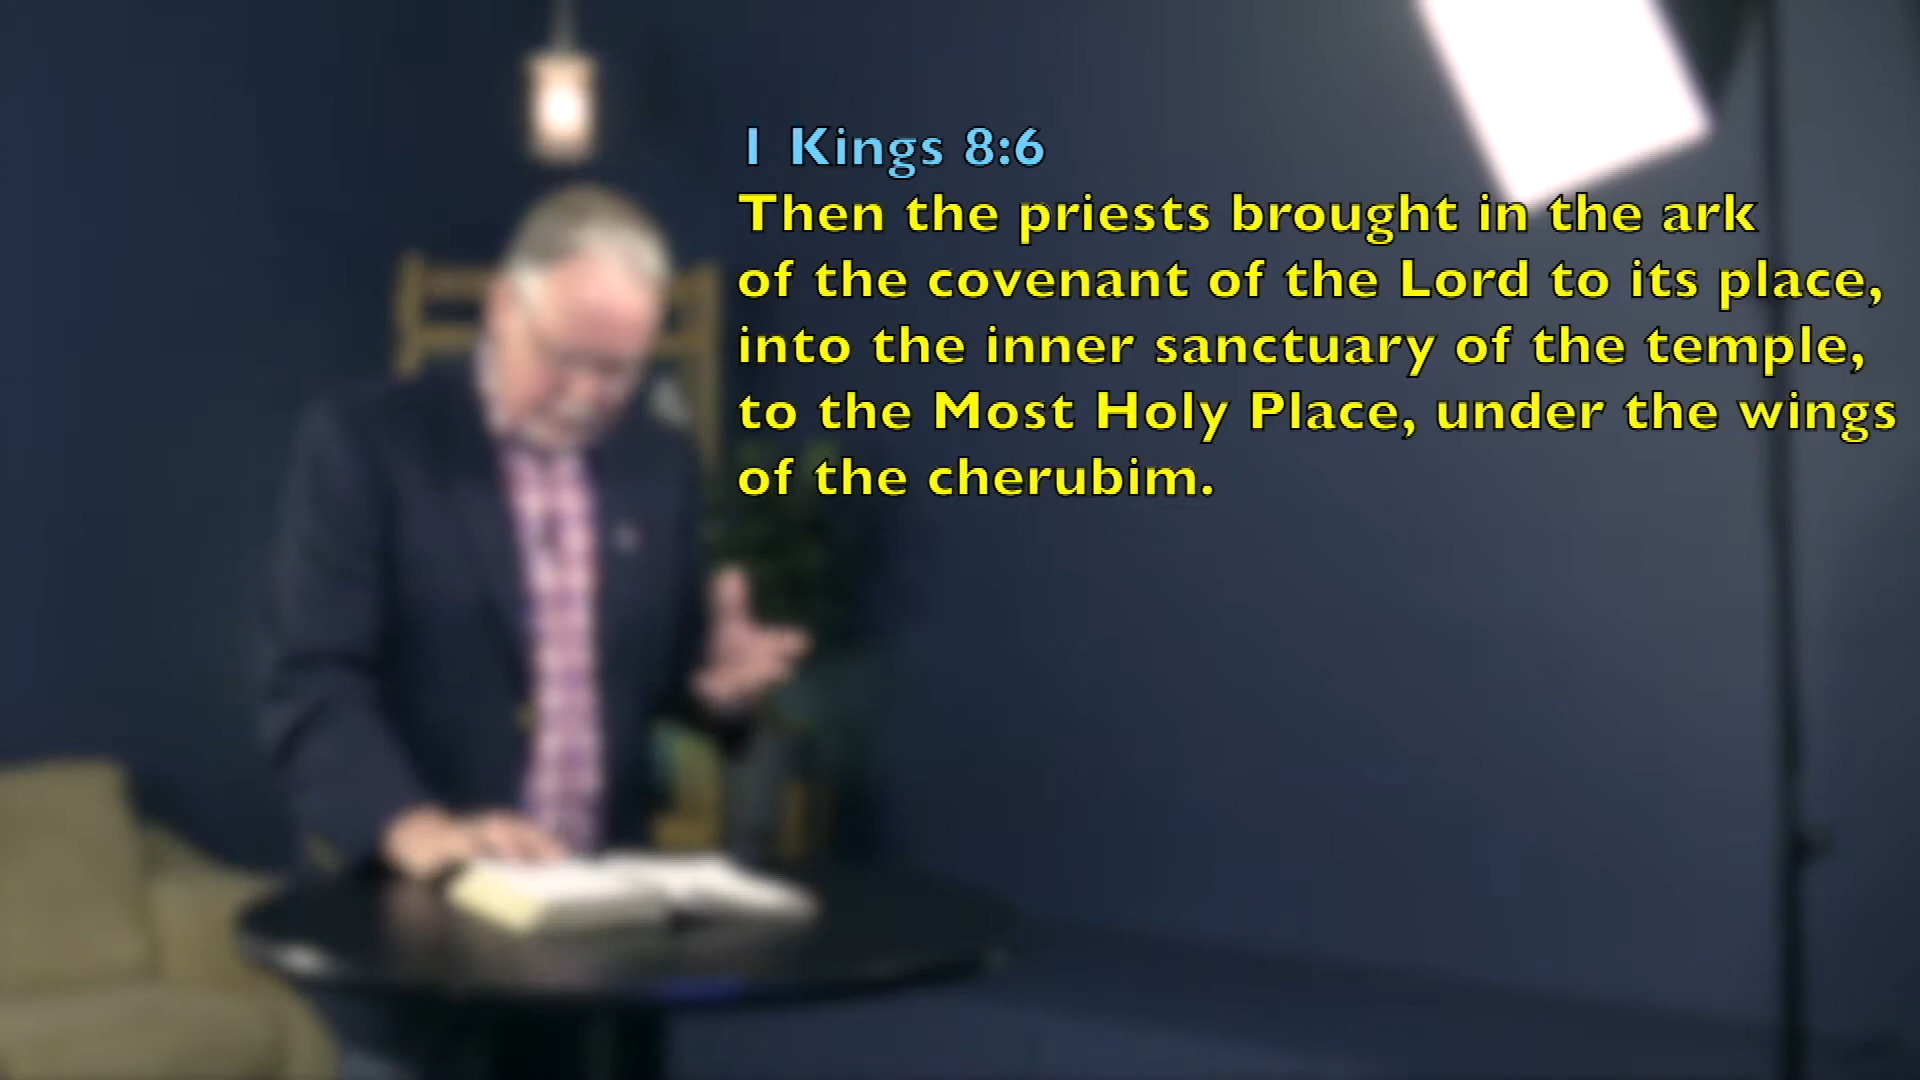 1 Kings 8:6
Then the priests brought in the ark
of the covenant of the Lord to its place,
into the inner sanctuary of the temple,
to the Most Holy Place, under the wings
of the cherubim.